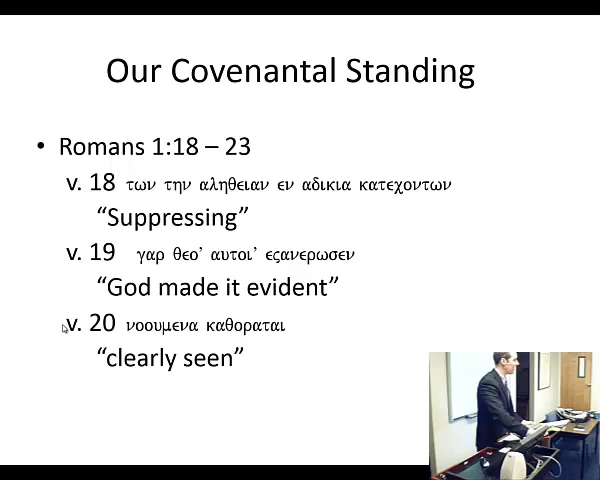 Our Covenantal Standing
• Romans 1:18 – 23
v. 18 των την αληθειαν εν αδικια κατεχοντων
“Suppressing”
v. 19 γαρ θεο’ αυτοι’ εςανερωσεν
“God made it evident”
v. 20 νοουμενα καθοραται
“clearly seen”